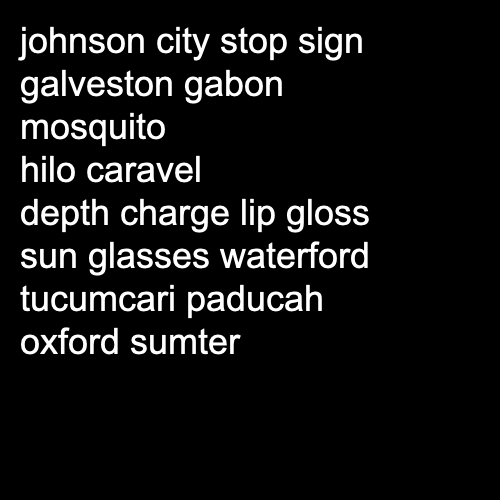 johnson city stop sign
galveston gabon
mosquito
hilo caravel
depth charge lip gloss
sun glasses waterford
tucumcari paducah
oxford sumter